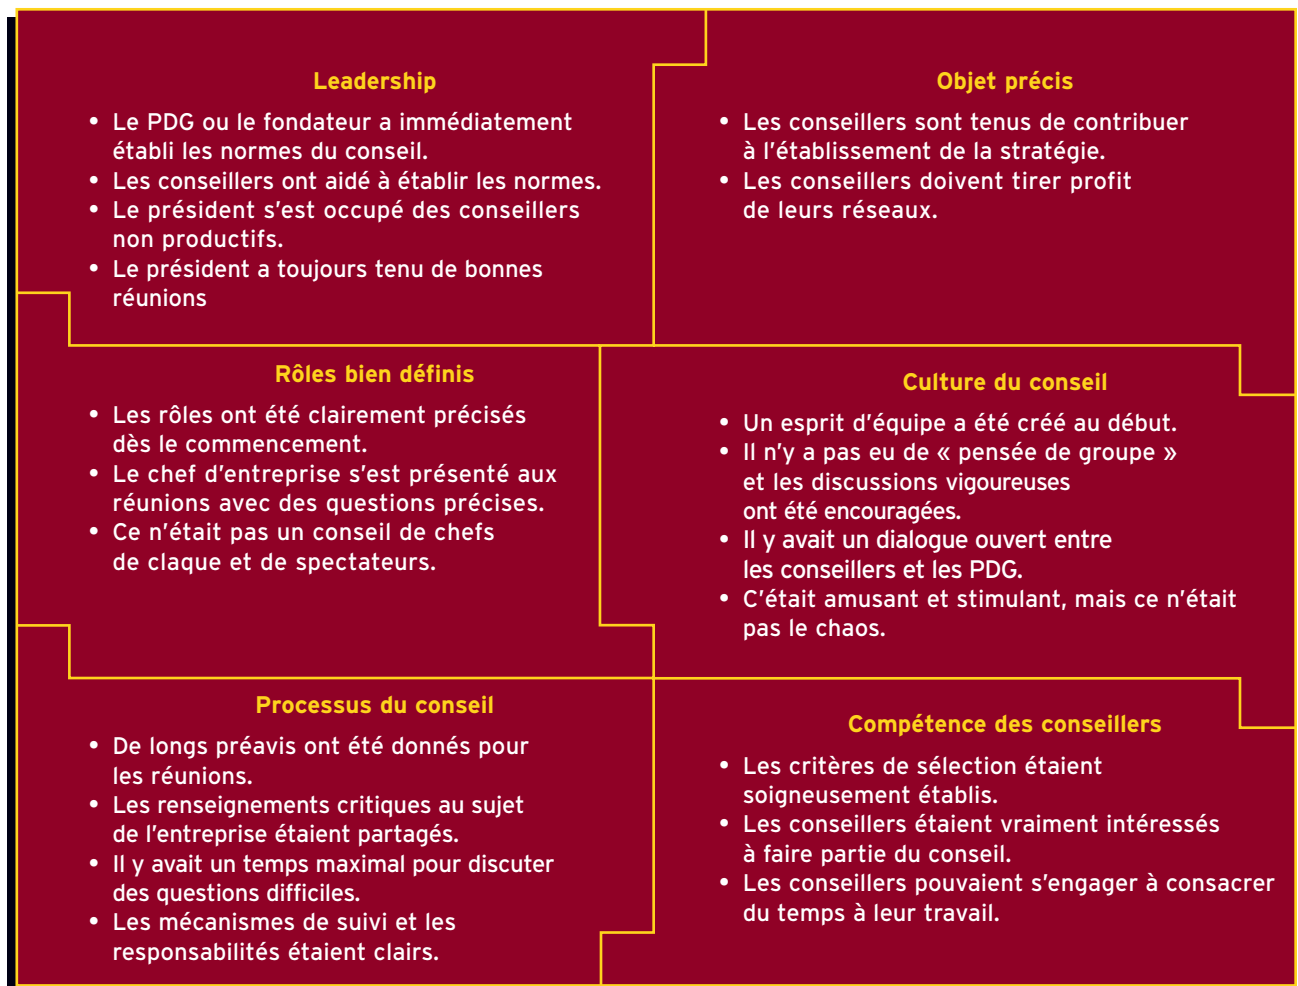 Leadership
• Le PDG ou le fondateur a immédiatement
établi les normes du conseil.
• Les conseillers ont aidé à établir les normes.
• Le président s'est occupé des conseillers
non productifs.
• Le président a toujours tenu de bonnes
réunions
Objet précis
• Les conseillers sont tenus de contribuer
à l'établissement de la stratégie.
• Les conseillers doivent tirer profit
de leurs réseaux.
Rôles bien définis
• Les rôles ont été clairement précisés
dès le commencement.
• Le chef d'entreprise s'est présenté aux
réunions avec des questions précises.
• Ce n'était pas un conseil de chefs
de claque et de spectateurs.
Culture du conseil
• Un esprit d'équipe a été créé au début.
• Il n'y a pas eu de « pensée de groupe »
et les discussions vigoureuses
ont été encouragées.
• Il y avait un dialogue ouvert entre
les conseillers et les PDG.
• C'était amusant et stimulant, mais ce n'était
pas le chaos.
Processus du conseil
• De longs préavis ont été donnés pour
les réunions.
• Les renseignements critiques au sujet
de l'entreprise étaient partagés.
• Il y avait un temps maximal pour discuter
des questions difficiles.
• Les mécanismes de suivi et les
responsabilités étaient clairs.
Compétence des conseillers
• Les critères de sélection étaient
soigneusement établis.
• Les conseillers étaient vraiment intéressés
à faire partie du conseil.
• Les conseillers pouvaient s'engager à consacrer
du temps à leur travail.